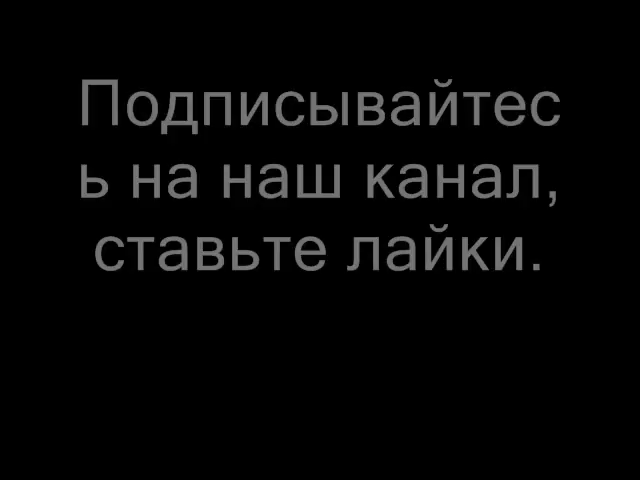 Подписывайтес
ь на наш канал,
ставьте лайки.